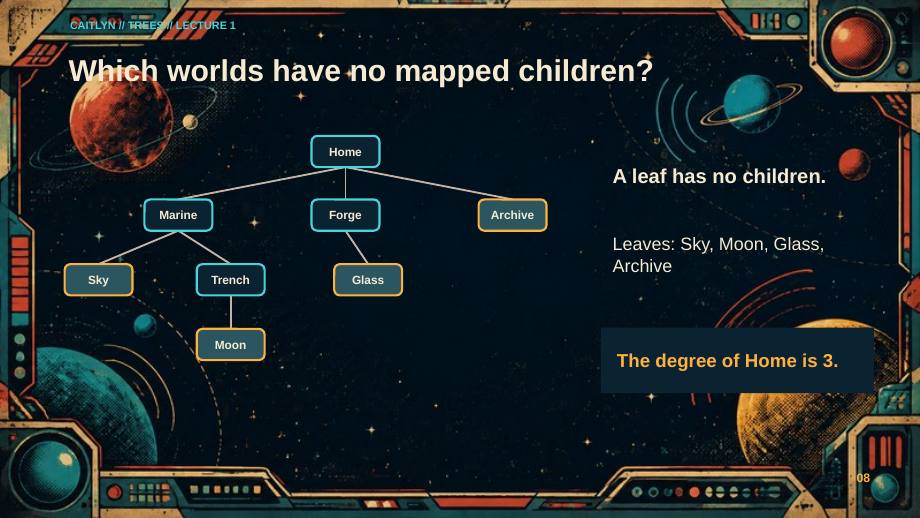 CAITLYN // TREES // LECTURE 1
Which worlds have no mapped children?
Home
Marine
Forge
Archive
Sky
Trench
Glass
Moon
A leaf has no children.
Leaves: Sky, Moon, Glass,
Archive
The degree of Home is 3.
08